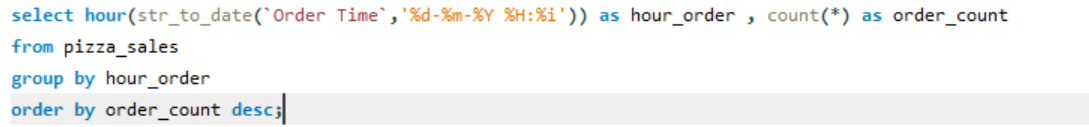 select hour(str_to_date(`Order Time`,'%d-%m-%Y %H:%i')) as hour_order , count(*) as order_count
from pizza_sales
group by hour_order
order by order_count desc;